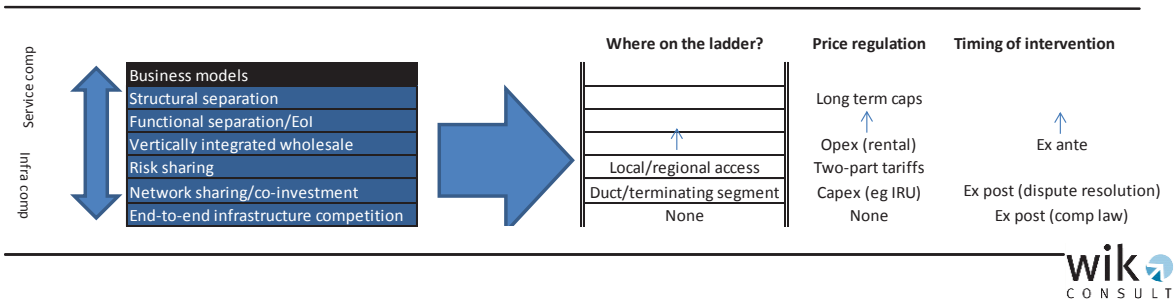 Where on the ladder? Price regulation Timing of intervention
Service comp
Infra comp
Business models
Structural separation
Long term caps
Functional separation/EoI
Vertically integrated wholesale Opex (rental) Ex ante
Risk sharing Local/regional access Two-part tariffs
Network sharing/co-investment Duct/terminating segment Capex (eg IRU) Ex post (dispute resolution)
End-to-end infrastructure competition None None Ex post (comp law)
wik
CONSULT